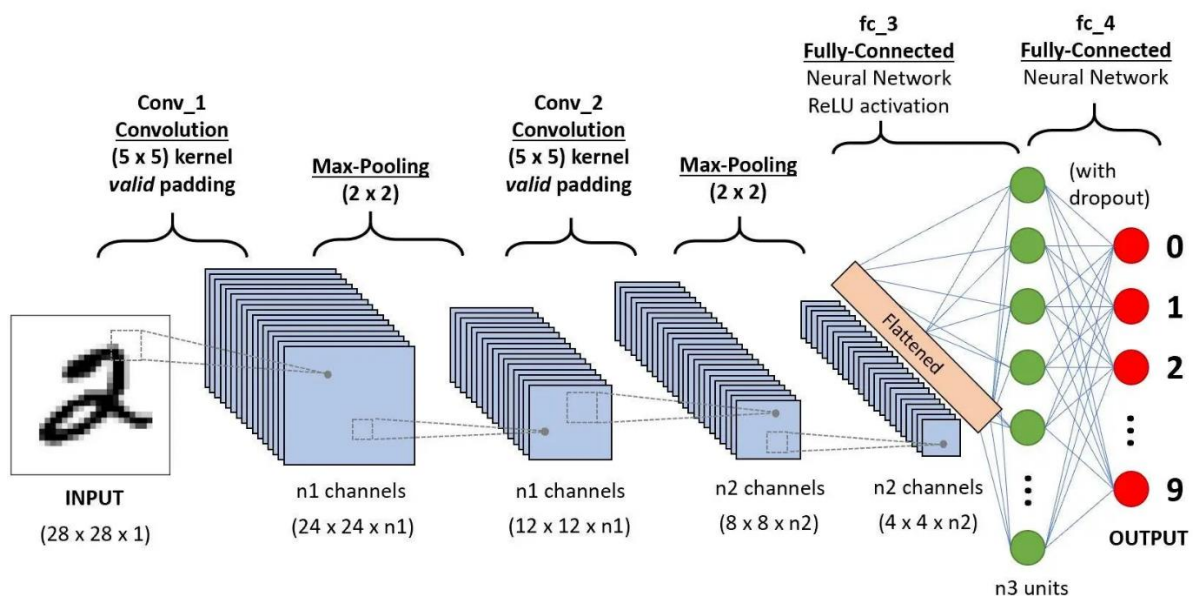 Conv_1
Convolution
(5 x 5) kernel
valid padding
Max-Pooling
(2 x 2)
Conv_2
Convolution
(5 x 5) kernel
valid padding
Max-Pooling
(2 x 2)
fc_3
Fully-Connected
Neural Network
ReLU activation
fc_4
Fully-Connected
Neural Network
(with
dropout)
Flattened
0
1
2
9
OUTPUT
2
INPUT
(28 x 28 x 1)
n1 channels
(24 x 24 x n1)
n1 channels
(12 x 12 x n1)
n2 channels
(8 x 8 x n2)
n2 channels
(4 x 4 x n2)
n3 units